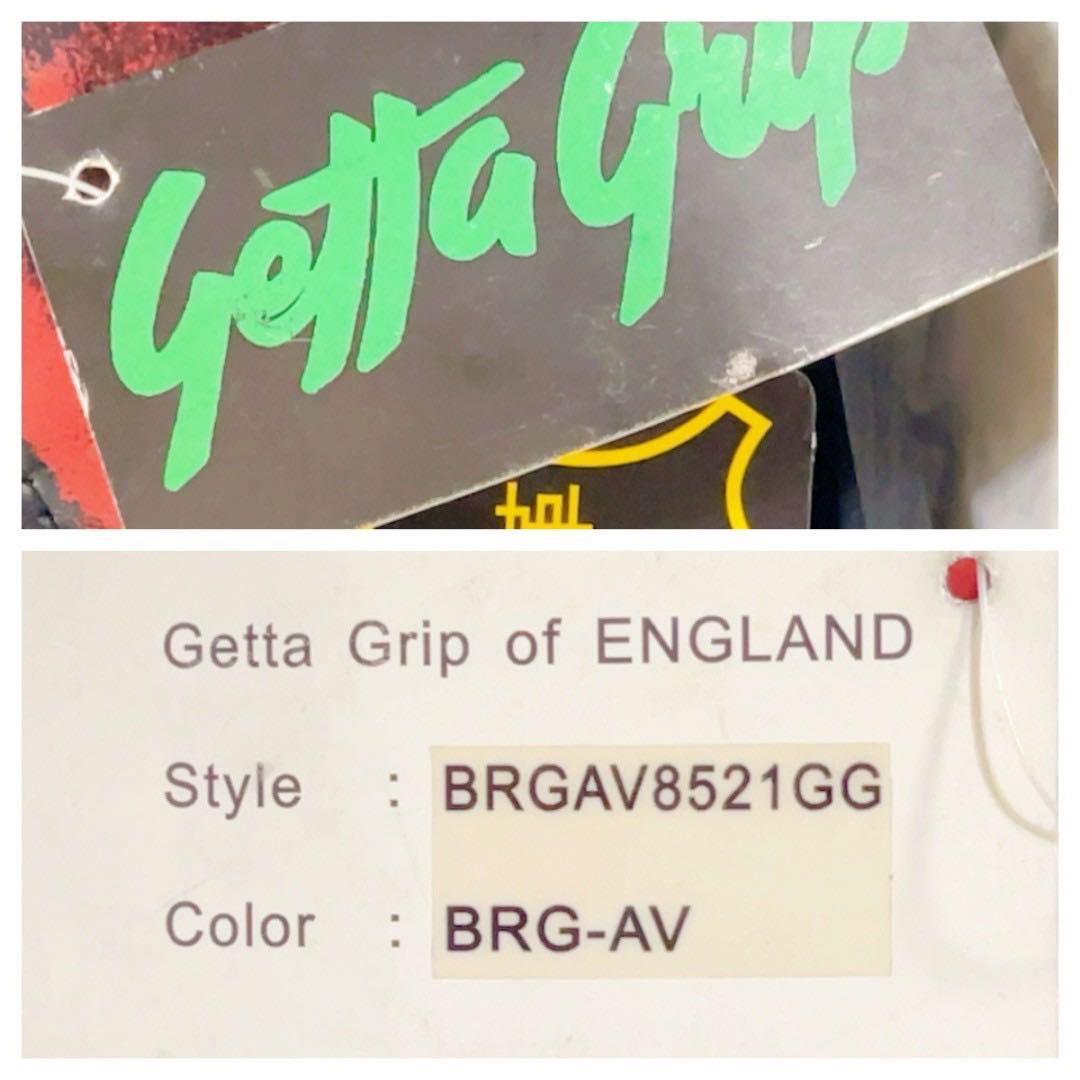 Getta Grip
Getta Grip of ENGLAND
Style : BRGAV8521GG
Color : BRG-AV